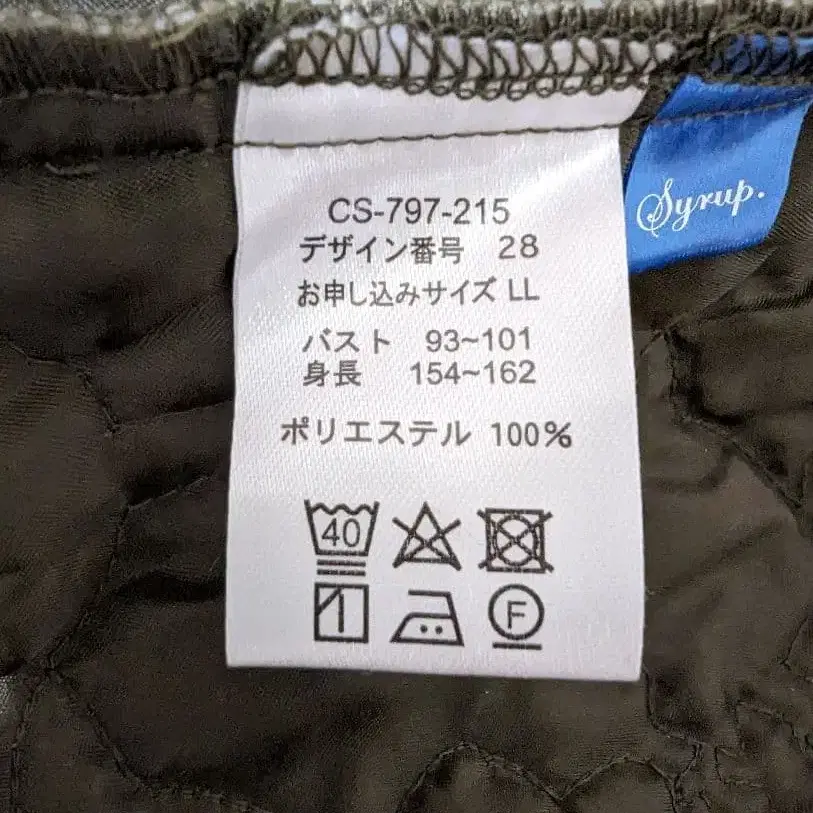 CS-797-215
デザイン番号 28
お申し込みサイズ LL
バスト 93~101
身長 154~162
ポリエステル 100%
40
F
Syrup.